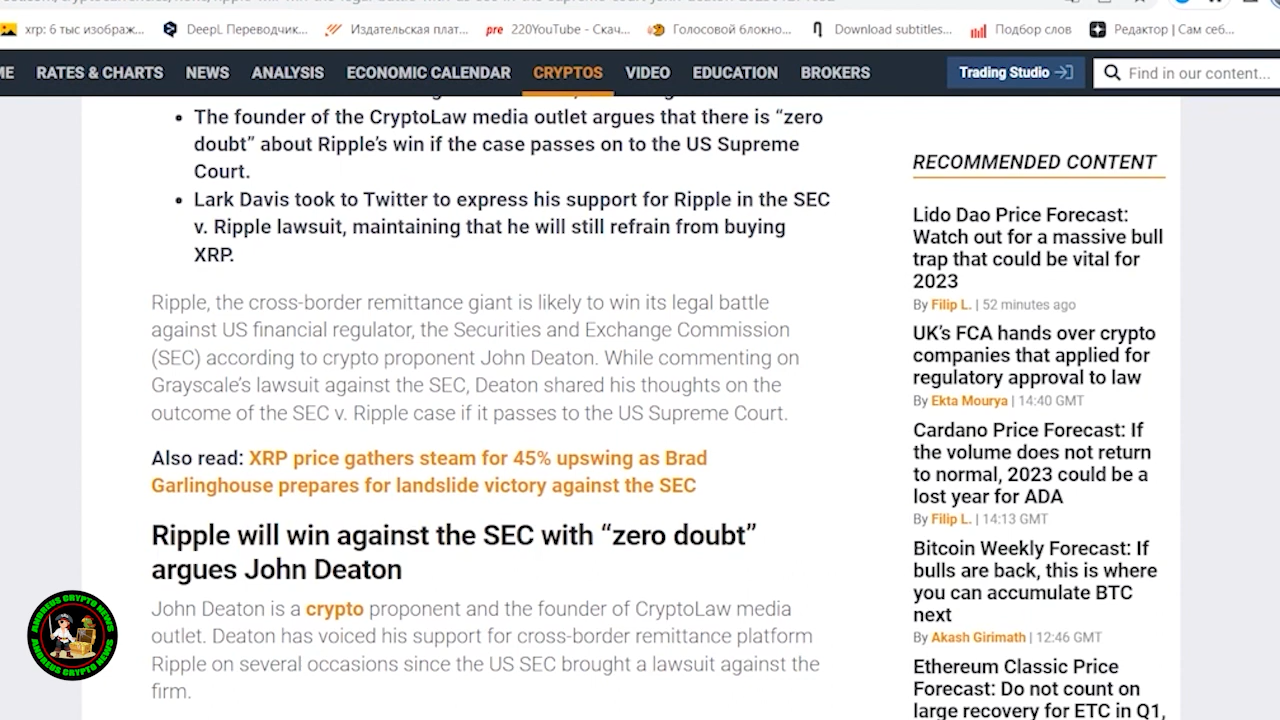 xrp: 6 тыс изображ...
DeepL Переводчик...
Издательская плат...
pre 220YouTube - Скач...
Голосовой блокно...
Download subtitles...
Подбор слов
Редактор | Сам себ...
ME RATES & CHARTS NEWS ANALYSIS ECONOMIC CALENDAR CRYPTOS VIDEO EDUCATION BROKERS
Trading Studio
Find in our content...
• The founder of the CryptoLaw media outlet argues that there is “zero
doubt” about Ripple’s win if the case passes on to the US Supreme
Court.
• Lark Davis took to Twitter to express his support for Ripple in the SEC
v. Ripple lawsuit, maintaining that he will still refrain from buying
XRP.
Ripple, the cross-border remittance giant is likely to win its legal battle
against US financial regulator, the Securities and Exchange Commission
(SEC) according to crypto proponent John Deaton. While commenting on
Grayscale’s lawsuit against the SEC, Deaton shared his thoughts on the
outcome of the SEC v. Ripple case if it passes to the US Supreme Court.
Also read: XRP price gathers steam for 45% upswing as Brad
Garlinghouse prepares for landslide victory against the SEC
Ripple will win against the SEC with “zero doubt”
argues John Deaton
John Deaton is a crypto proponent and the founder of CryptoLaw media
outlet. Deaton has voiced his support for cross-border remittance platform
Ripple on several occasions since the US SEC brought a lawsuit against the
firm.
RECOMMENDED CONTENT
Lido Dao Price Forecast:
Watch out for a massive bull
trap that could be vital for
2023
By Filip L. | 52 minutes ago
UK’s FCA hands over crypto
companies that applied for
regulatory approval to law
By Ekta Mourya | 14:40 GMT
Cardano Price Forecast: If
the volume does not return
to normal, 2023 could be a
lost year for ADA
By Filip L. | 14:13 GMT
Bitcoin Weekly Forecast: If
bulls are back, this is where
you can accumulate BTC
next
By Akash Girimath | 12:46 GMT
Ethereum Classic Price
Forecast: Do not count on
large recovery for ETC in Q1,
ANDREUS CRYPTO NEWS
ANDREUS CRYPTO NEWS